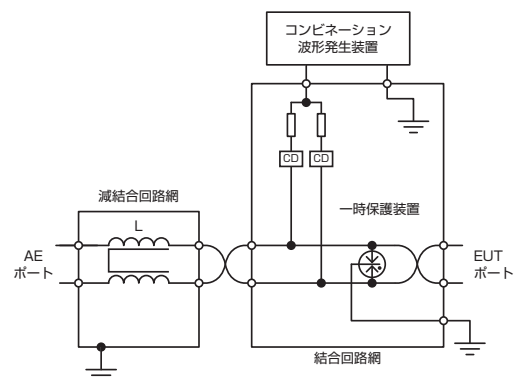 コンビネーション
波形発生装置
CD
CD
減結合回路網
一時保護装置
L
AE
ポート
EUT
ポート
結合回路網